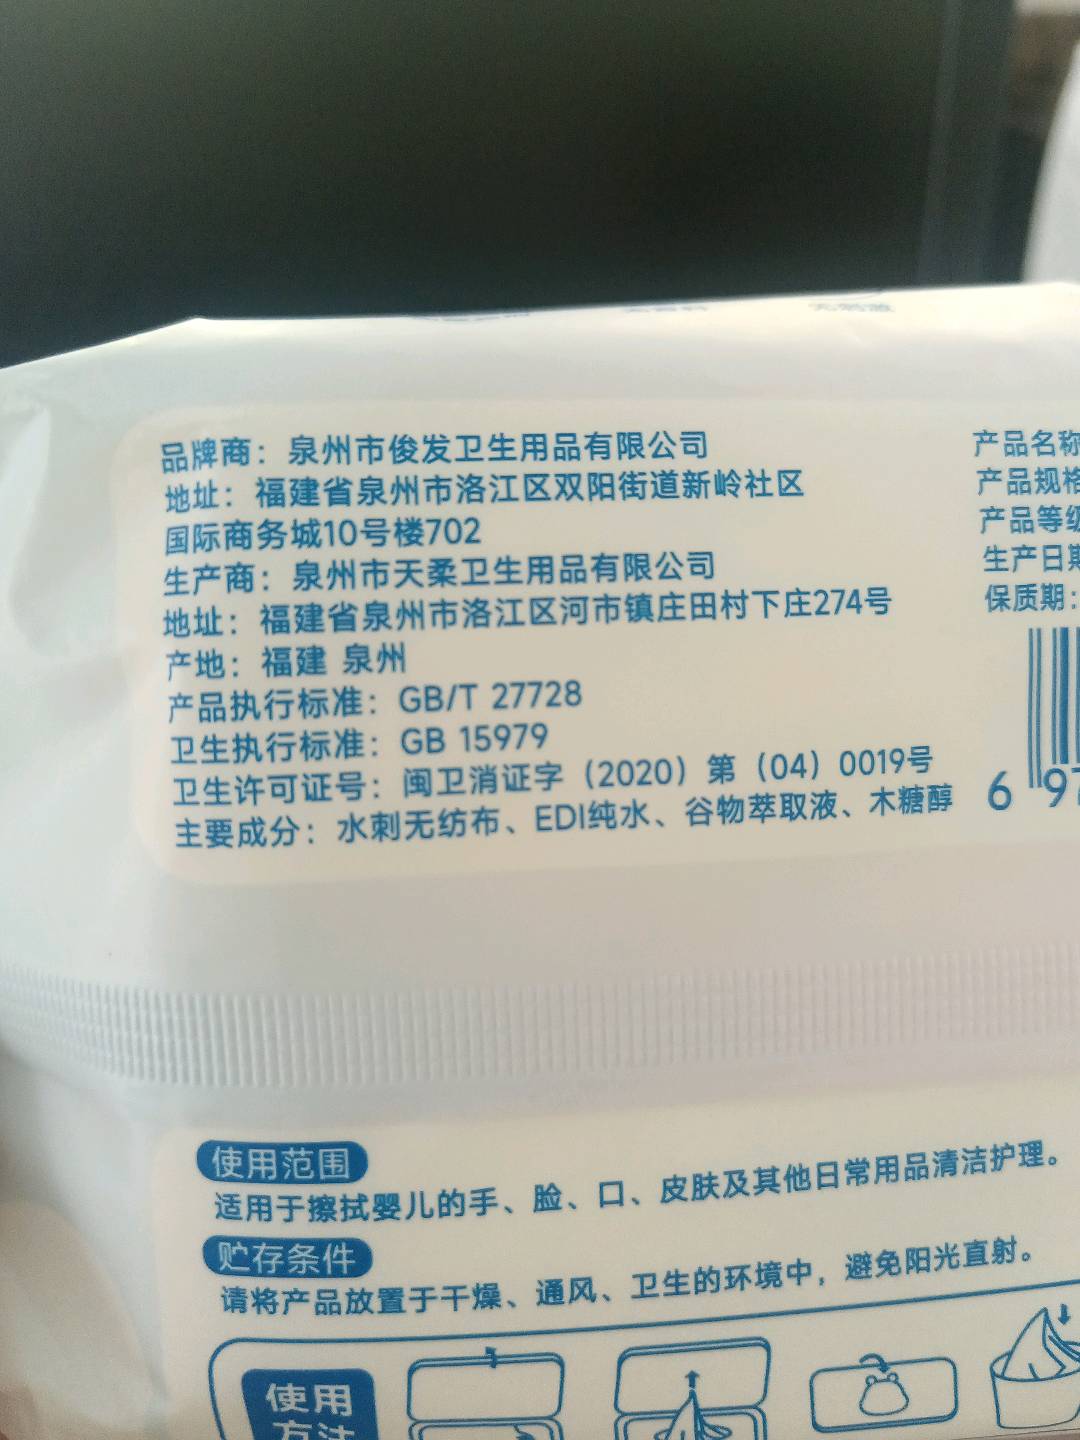 品牌商：泉州市俊发卫生用品有限公司
地址：福建省泉州市洛江区双阳街道新岭社区
国际商务城10号楼702
生产商：泉州市天柔卫生用品有限公司
地址：福建省泉州市洛江区河市镇庄田村下庄274号
产地：福建 泉州
产品执行标准：GB/T 27728
卫生执行标准：GB 15979
卫生许可证号：闽卫消证字（2020）第（04）0019号
主要成分：水刺无纺布、EDI纯水、谷物萃取液、木糖醇
产品名称
产品规格
产品等级
生产日期
保质期：
6 97
使用范围
适用于擦拭婴儿的手、脸、口、皮肤及其他日常用品清洁护理。
贮存条件
请将产品放置于干燥、通风、卫生的环境中，避免阳光直射。
使用
方法